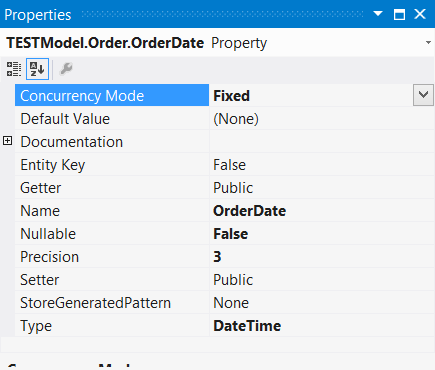 Properties
TESTModel.Order.OrderDate Property
Concurrency Mode Fixed
Default Value (None)
Documentation
Entity Key False
Getter Public
Name OrderDate
Nullable False
Precision 3
Setter Public
StoreGeneratedPattern None
Type DateTime